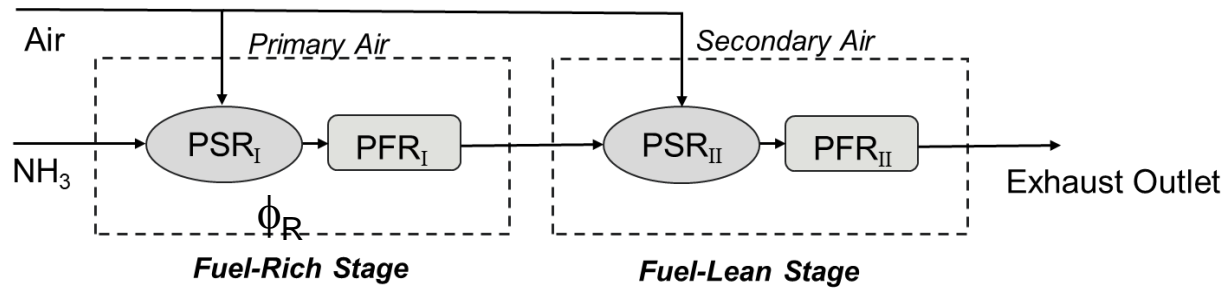 Air
Primary Air
Secondary Air
PSR_I
PFR_I
PSR_II
PFR_II
NH_3
Exhaust Outlet
ϕ_R
Fuel-Rich Stage
Fuel-Lean Stage